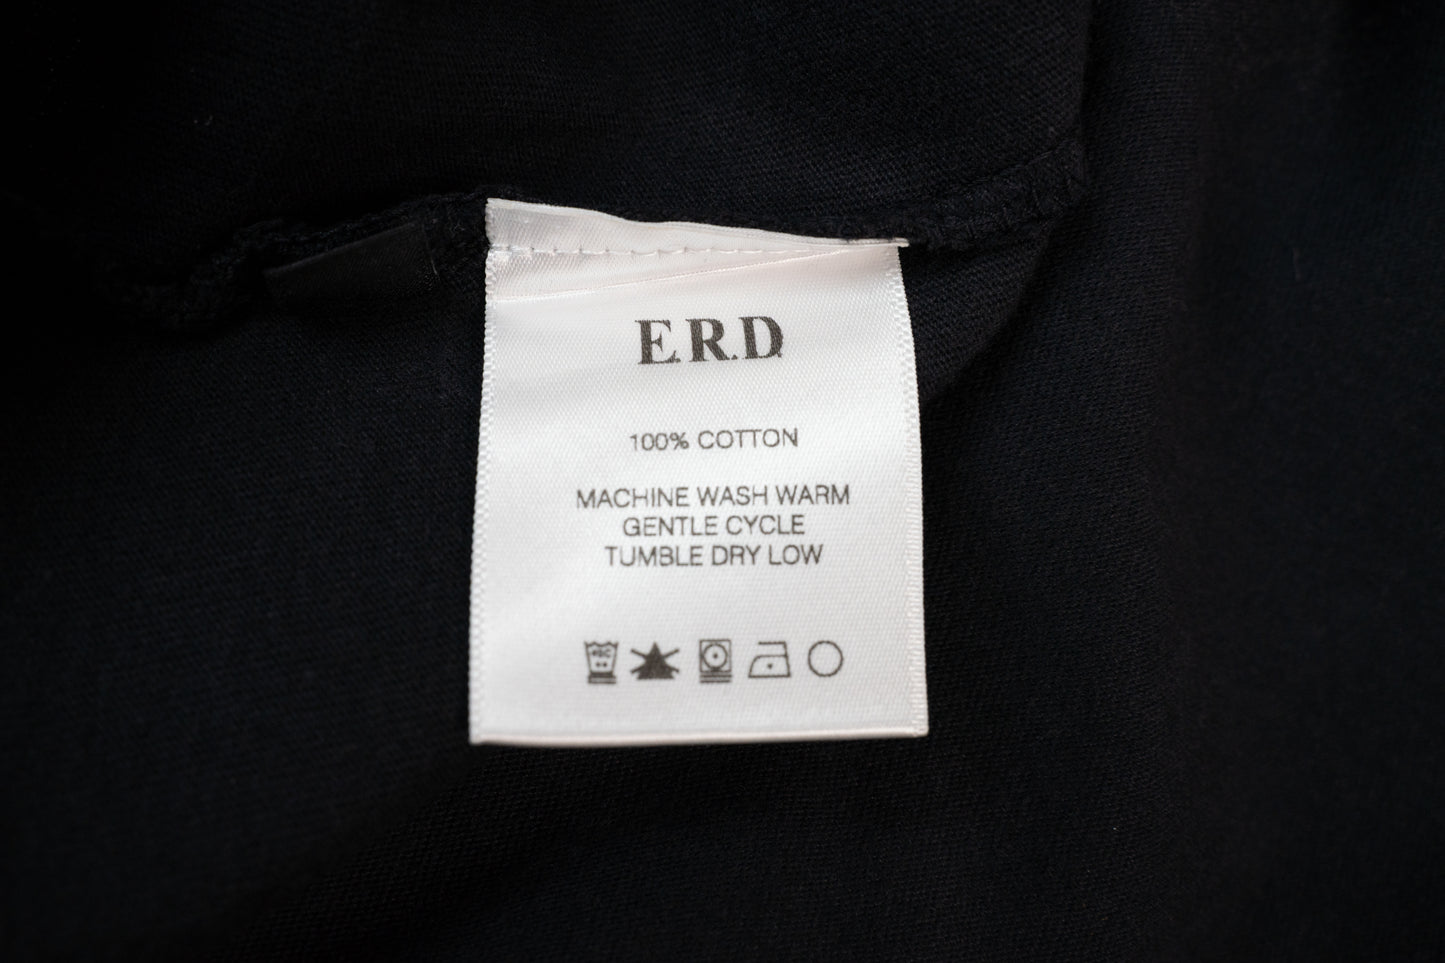 E.R.D.
100% COTTON
MACHINE WASH WARM
GENTLE CYCLE
TUMBLE DRY LOW